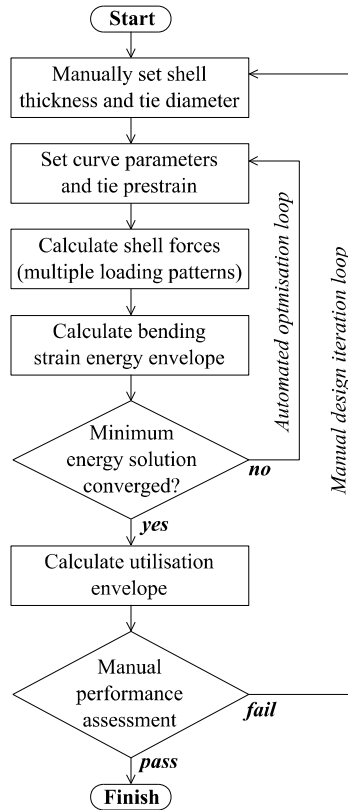 Start
Manually set shell
thickness and tie diameter
Set curve parameters
and tie prestrain
Calculate shell forces
(multiple loading patterns)
Calculate bending
strain energy envelope
Minimum
energy solution
converged?
no
yes
Automated optmisation loop
Manual design iteration loop
Calculate utilisation
envelope
Manual
performance
assessment
fail
pass
Finish